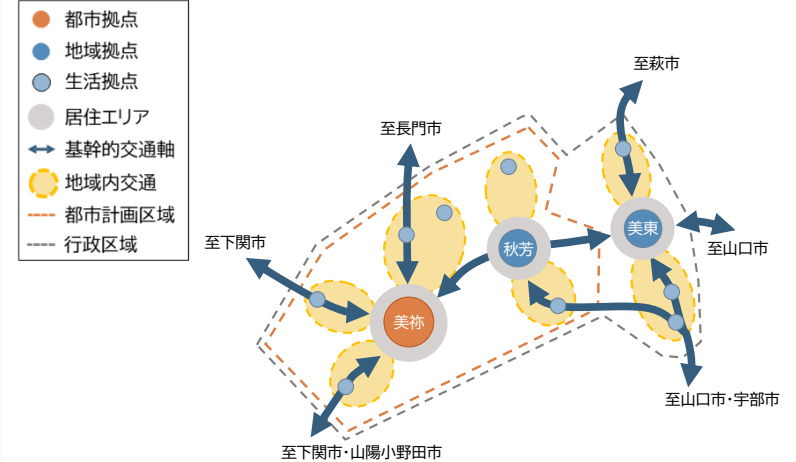 都市拠点
地域拠点
生活拠点
居住エリア
基幹的交通軸
地域内交通
都市計画区域
行政区域
至萩市
至長門市
美東
至下関市
秋芳
至山口市
美祢
至山口市・宇部市
至下関市・山陽小野田市